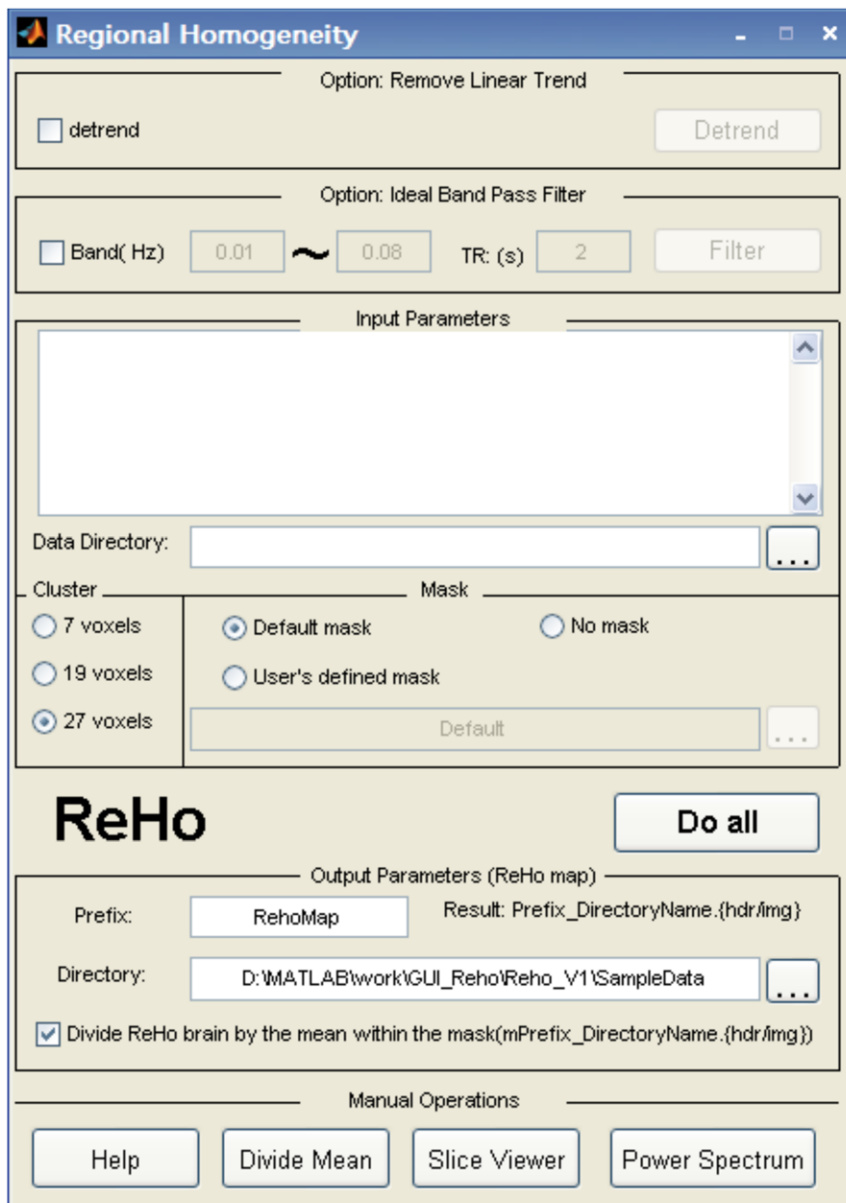 Regional Homogeneity
Option: Remove Linear Trend
detrend Detrend
Option: Ideal Band Pass Filter
Band( Hz) 0.01 ~ 0.08 TR: (s) 2 Filter
Input Parameters
Data Directory: ...
Cluster Mask
7 voxels Default mask No mask
19 voxels User's defined mask
27 voxels Default ...
ReHo Do all
Output Parameters (ReHo map)
Prefix: RehoMap Result: Prefix_DirectoryName.{hdr/img}
Directory: D:\MATLAB\work\GUI_Reho\Reho_V1\SampleData ...
Divide ReHo brain by the mean within the mask(mPrefix_DirectoryName.{hdr/img})
Manual Operations
Help Divide Mean Slice Viewer Power Spectrum